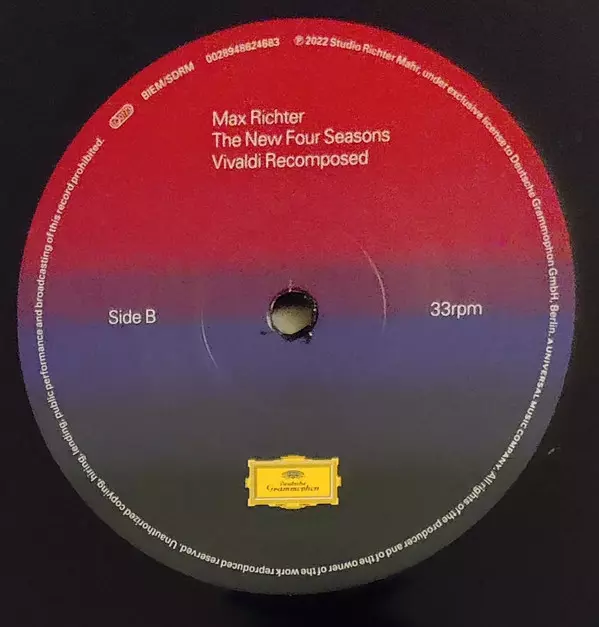 Max Richter
The New Four Seasons
Vivaldi Recomposed
Side B
33rpm
Deutsche
Grammophon
BIEM/SDRM 0028948624683 ℗ 2022 Studio Richter Mahr, under exclusive license to Deutsche Grammophon GmbH, Berlin. A UNIVERSAL MUSIC COMPANY. All rights of the producer and of the owner of the work reproduced reserved. Unauthorized copying, hiring, lending, public performance and broadcasting of this record prohibited.